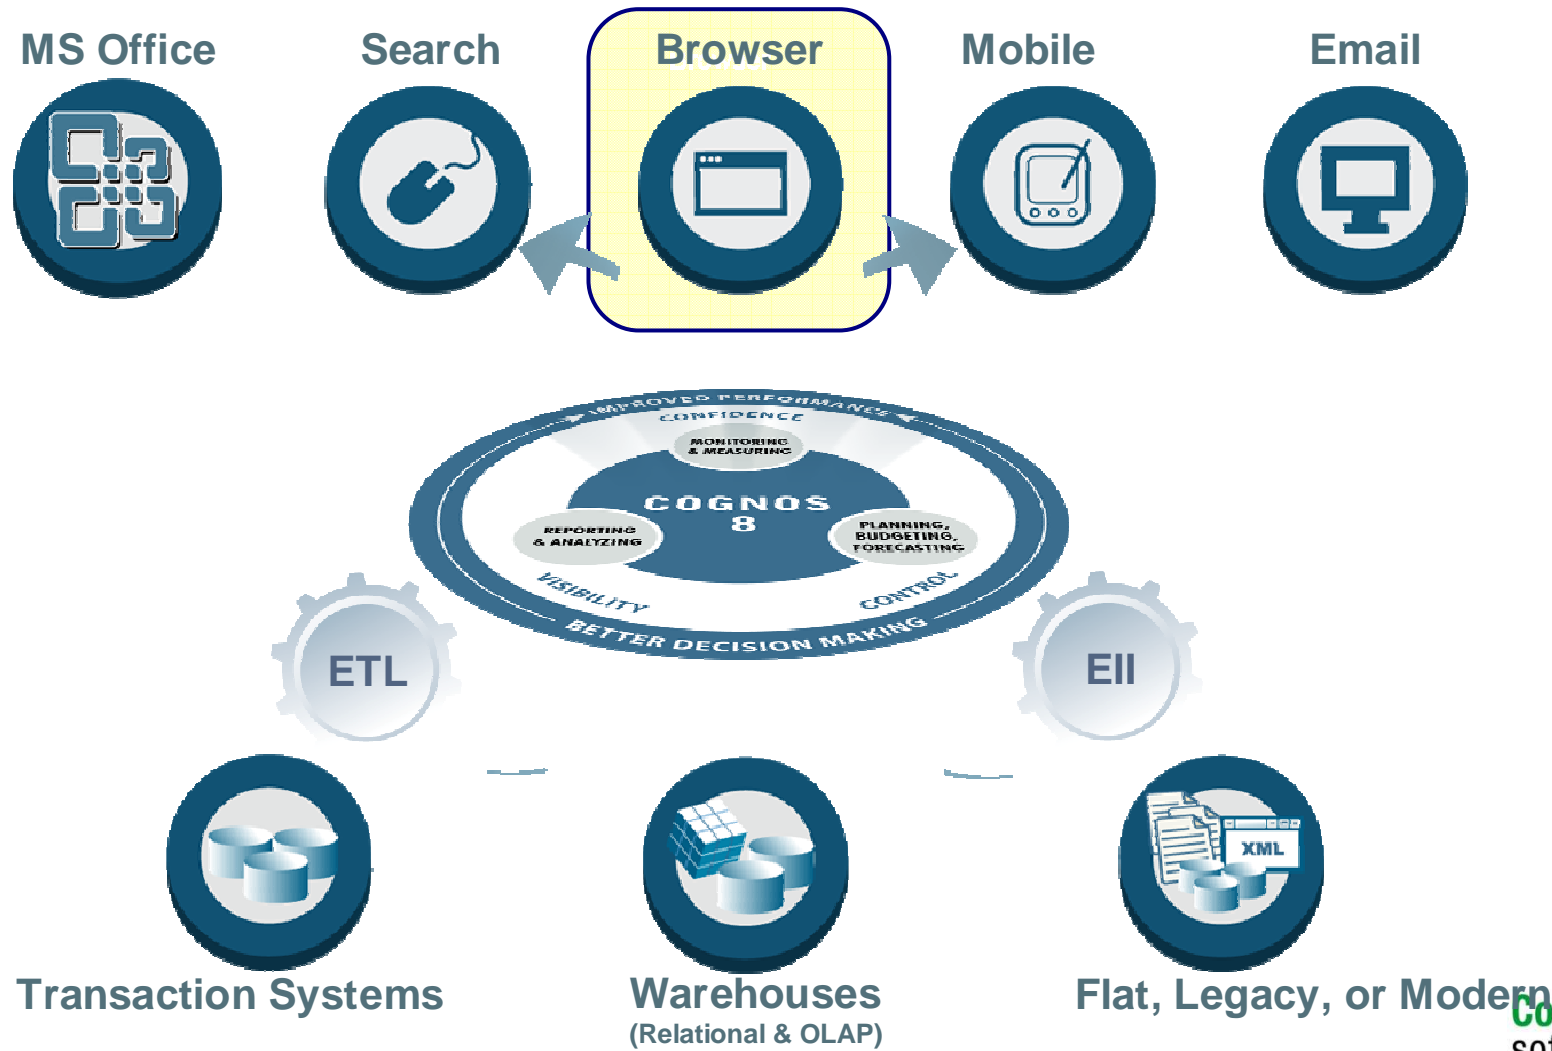 MS Office
Search
Browser
Mobile
Email
IMPROVED PERFORMANCE
CONFIDENCE
MONITORING
& MEASURING
COGNOS
8
REPORTING
& ANALYZING
PLANNING,
BUDGETING,
FORECASTING
VISIBILITY
CONTROL
BETTER DECISION MAKING
ETL
EII
XML
Transaction Systems
Warehouses
(Relational & OLAP)
Flat, Legacy, or Modern